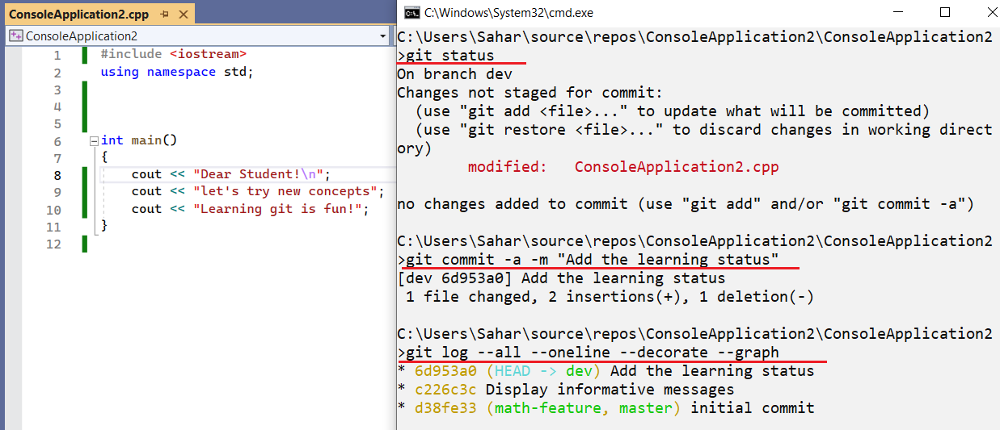 ConsoleApplication2.cpp
ConsoleApplication2
1 #include <iostream>
2 using namespace std;
3
4
5
6 int main()
7 {
8 cout << "Dear Student!\n";
9 cout << "let's try new concepts";
10 cout << "Learning git is fun!";
11 }
12
C:\Windows\System32\cmd.exe
C:\Users\Sahar\source\repos\ConsoleApplication2\ConsoleApplication2
>git status
On branch dev
Changes not staged for commit:
(use "git add <file>..." to update what will be committed)
(use "git restore <file>..." to discard changes in working direct
ory)
modified: ConsoleApplication2.cpp
no changes added to commit (use "git add" and/or "git commit -a")
C:\Users\Sahar\source\repos\ConsoleApplication2\ConsoleApplication2
>git commit -a -m "Add the learning status"
[dev 6d953a0] Add the learning status
1 file changed, 2 insertions(+), 1 deletion(-)
C:\Users\Sahar\source\repos\ConsoleApplication2\ConsoleApplication2
>git log --all --oneline --decorate --graph
* 6d953a0 (HEAD -> dev) Add the learning status
* c226c3c Display informative messages
* d38fe33 (math-feature, master) initial commit